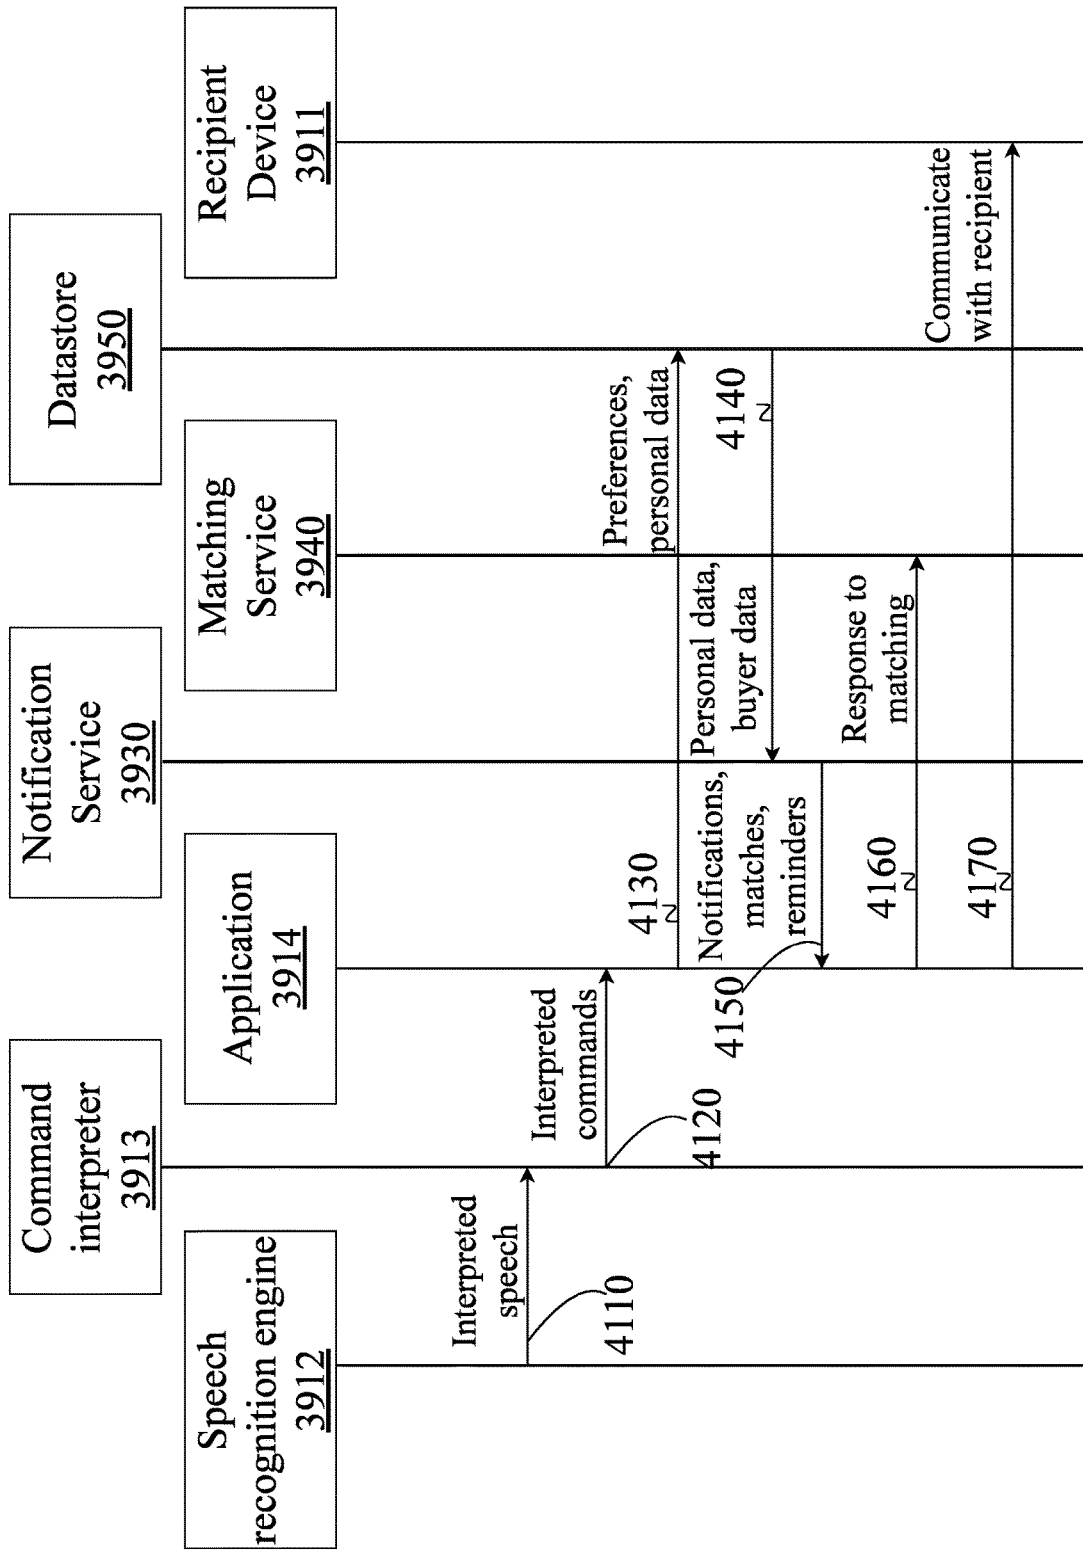 Speech
recognition engine
3912
Command
interpreter
3913
Application
3914
Notification
Service
3930
Matching
Service
3940
Datastore
3950
Recipient
Device
3911
Interpreted
speech
4110
Interpreted
commands
4120
4130
Preferences,
personal data
Personal data,
buyer data
4140
Notifications,
matches,
reminders
4150
4160
Response to
matching
4170
Communicate
with recipient